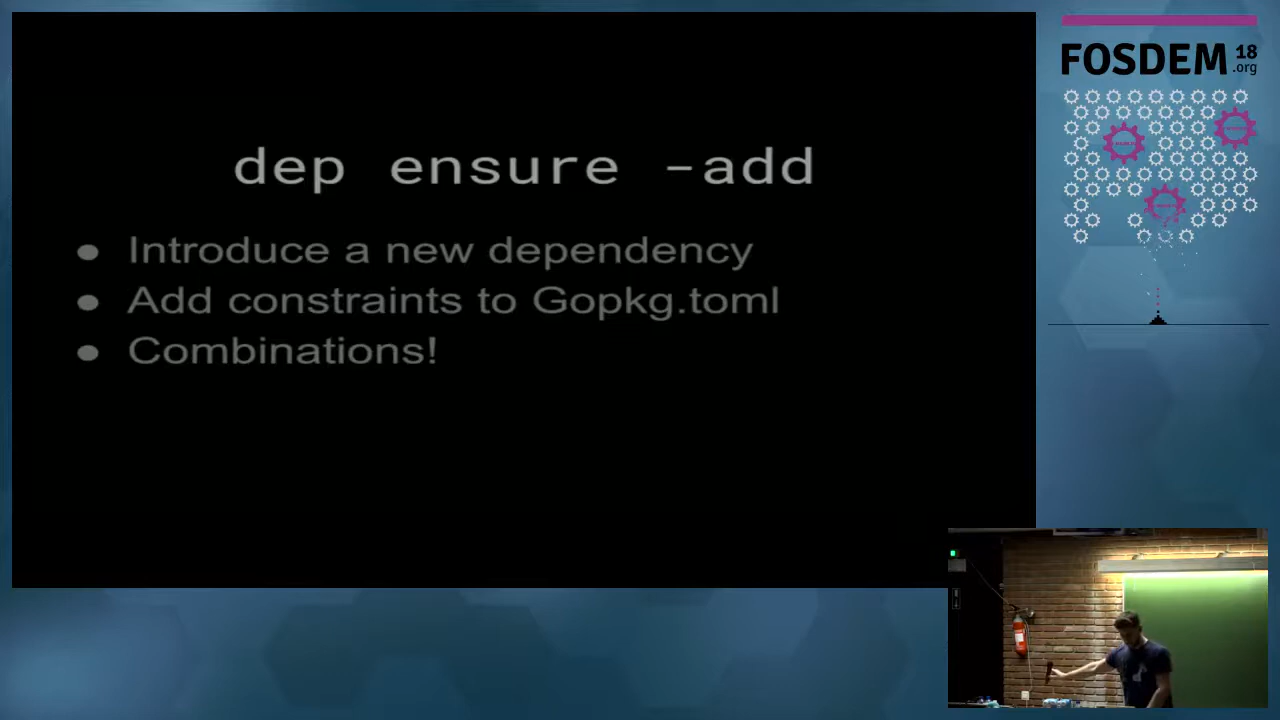 dep ensure -add
● Introduce a new dependency
● Add constraints to Gopkg.toml
● Combinations!
FOSDEM 18
.org